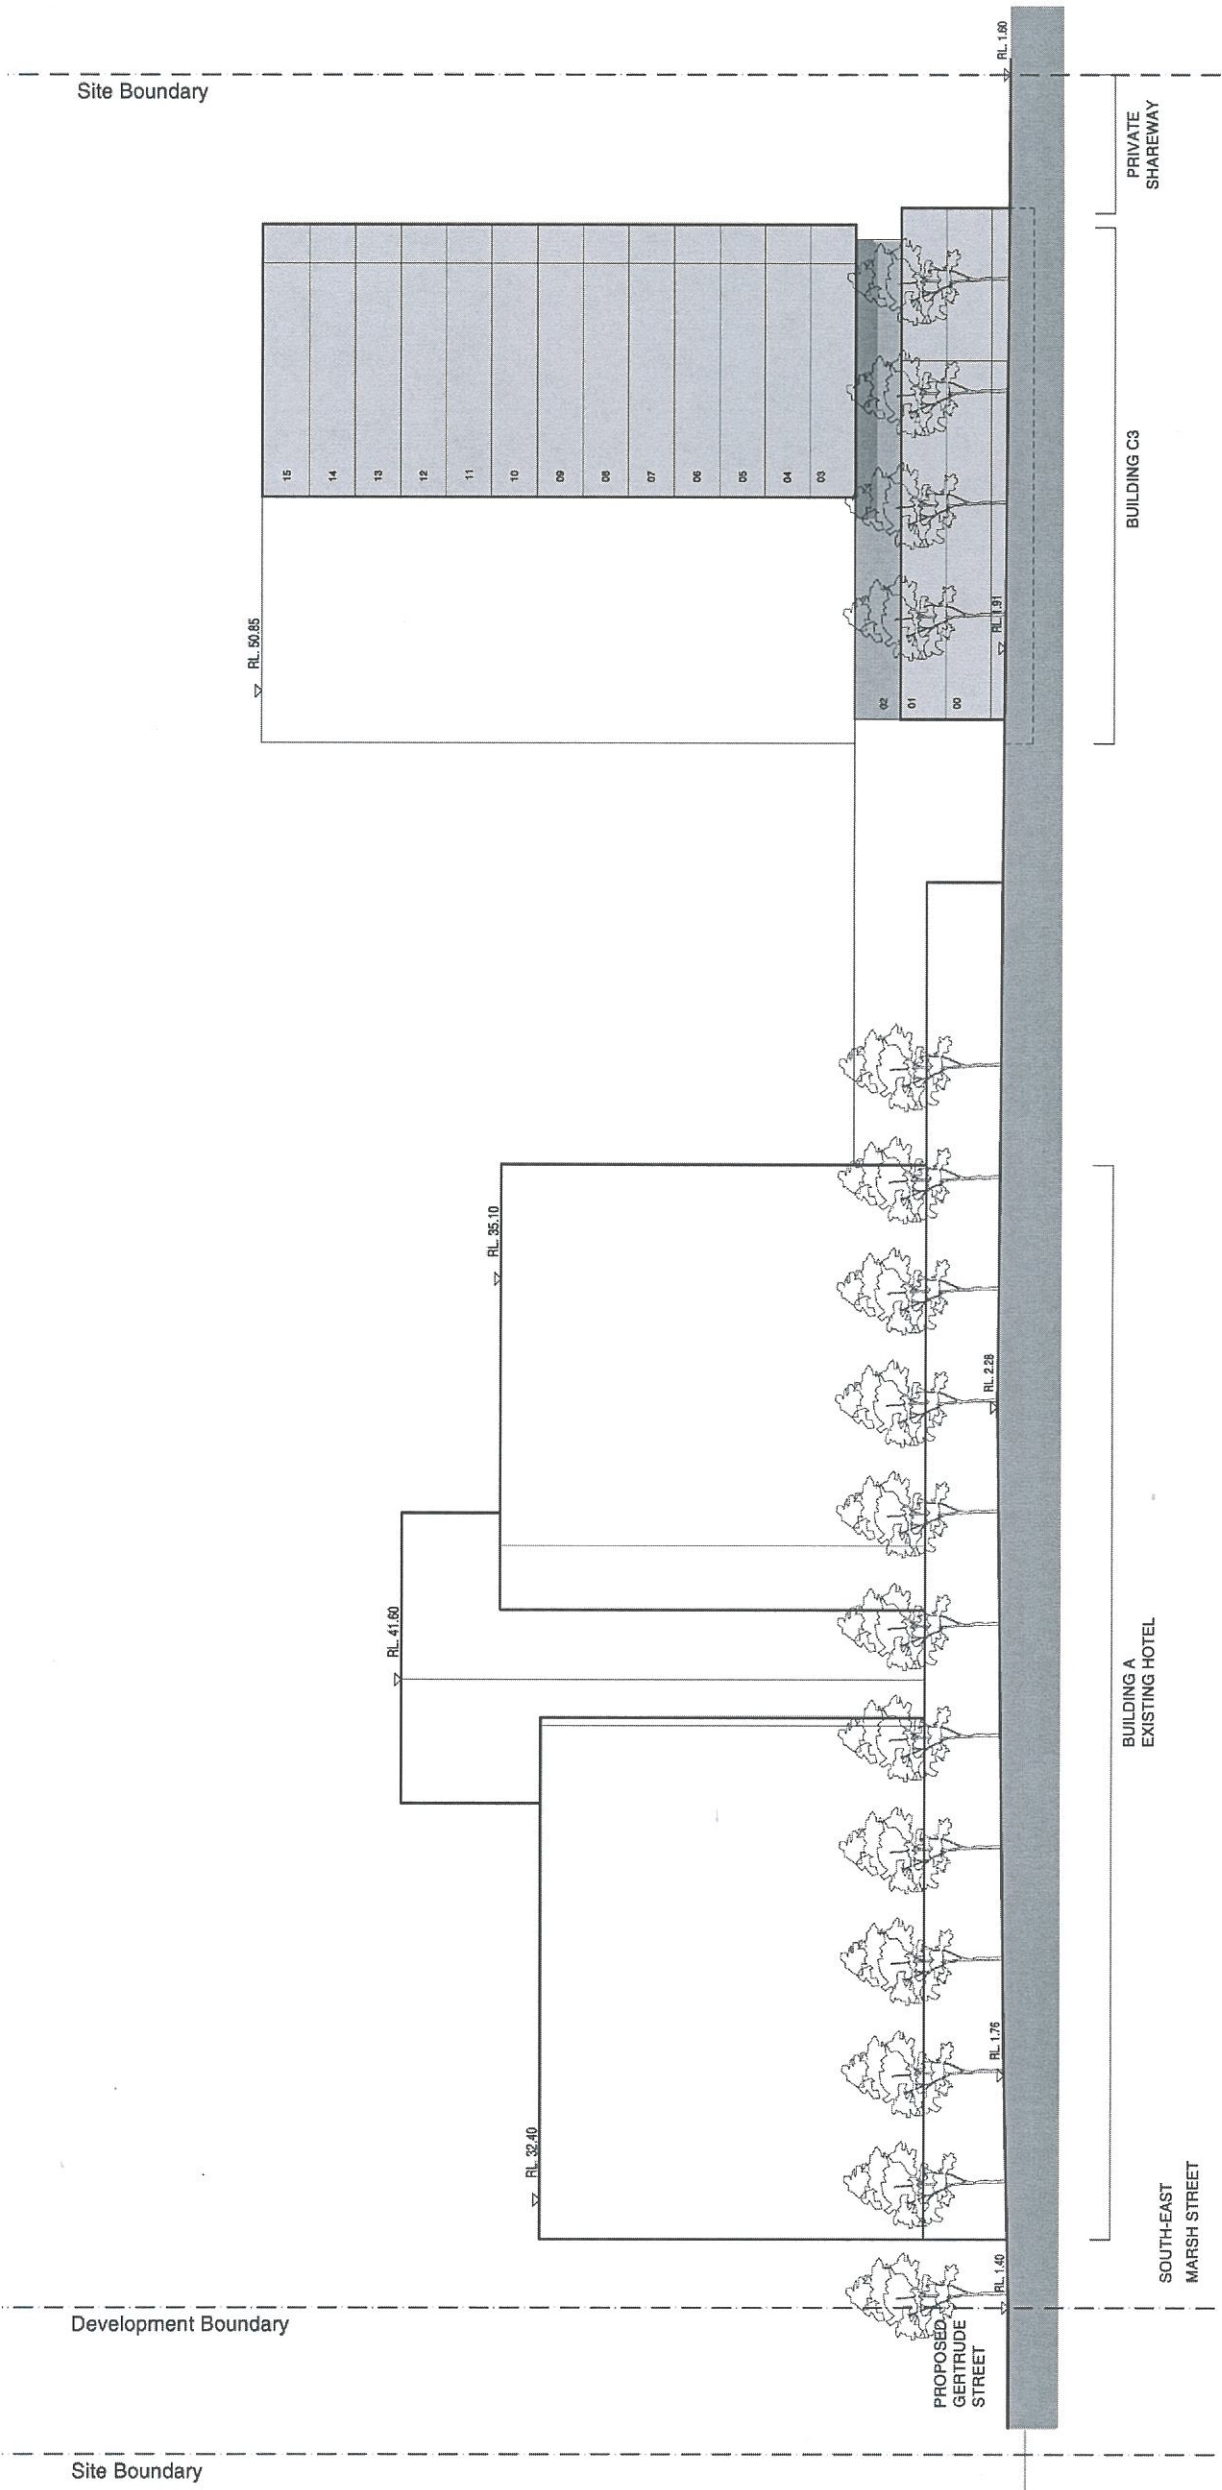 Site Boundary
RL. 1.60
PRIVATE
SHAREWAY
15
14
13
12
11
10
09
08
07
06
05
04
03
02
01
00
RL. 50.85
RL. 1.91
BUILDING C3
RL. 35.10
RL. 2.28
RL. 41.60
BUILDING A
EXISTING HOTEL
RL. 32.40
RL. 1.76
RL. 1.40
SOUTH-EAST
MARSH STREET
Development Boundary
PROPOSED
GERTRUDE
STREET
Site Boundary